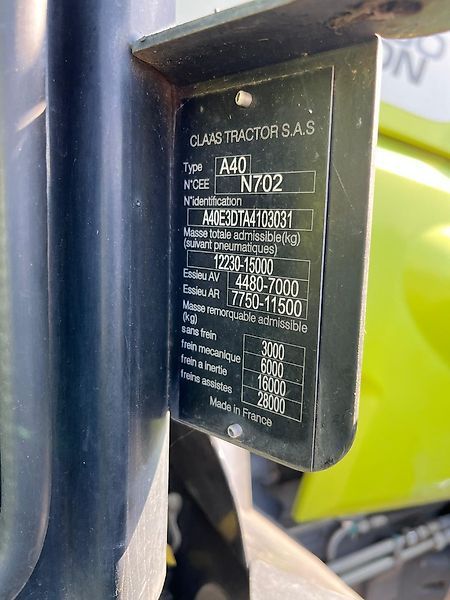 CLAAS TRACTOR S.A.S
Type A40
N°CEE N702
N°identification
A40E3DTA4103031
Masse totale admissible(kg)
(suivant pneumatiques)
12230-15000
Essieu AV 4480-7000
Essieu AR 7750-11500
Masse remorquable admissible
(kg)
sans frein 3000
frein mecanique 6000
frein a inertie 16000
freins assistes 28000
Made in France
ON